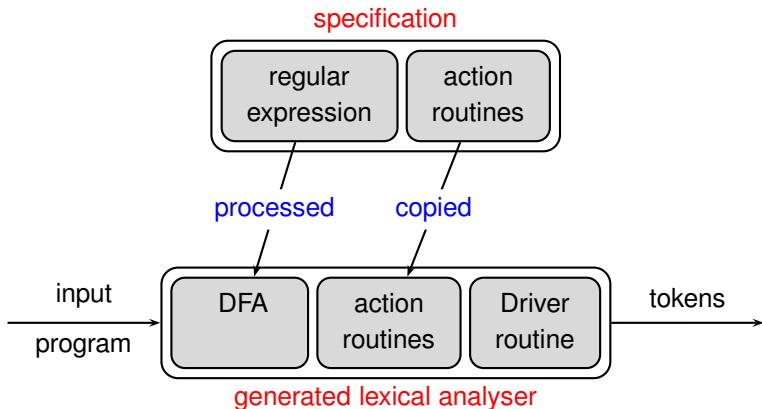 specification
regular
expression
action
routines
processed
copied
input
program
DFA
action
routines
Driver
routine
tokens
generated lexical analyser